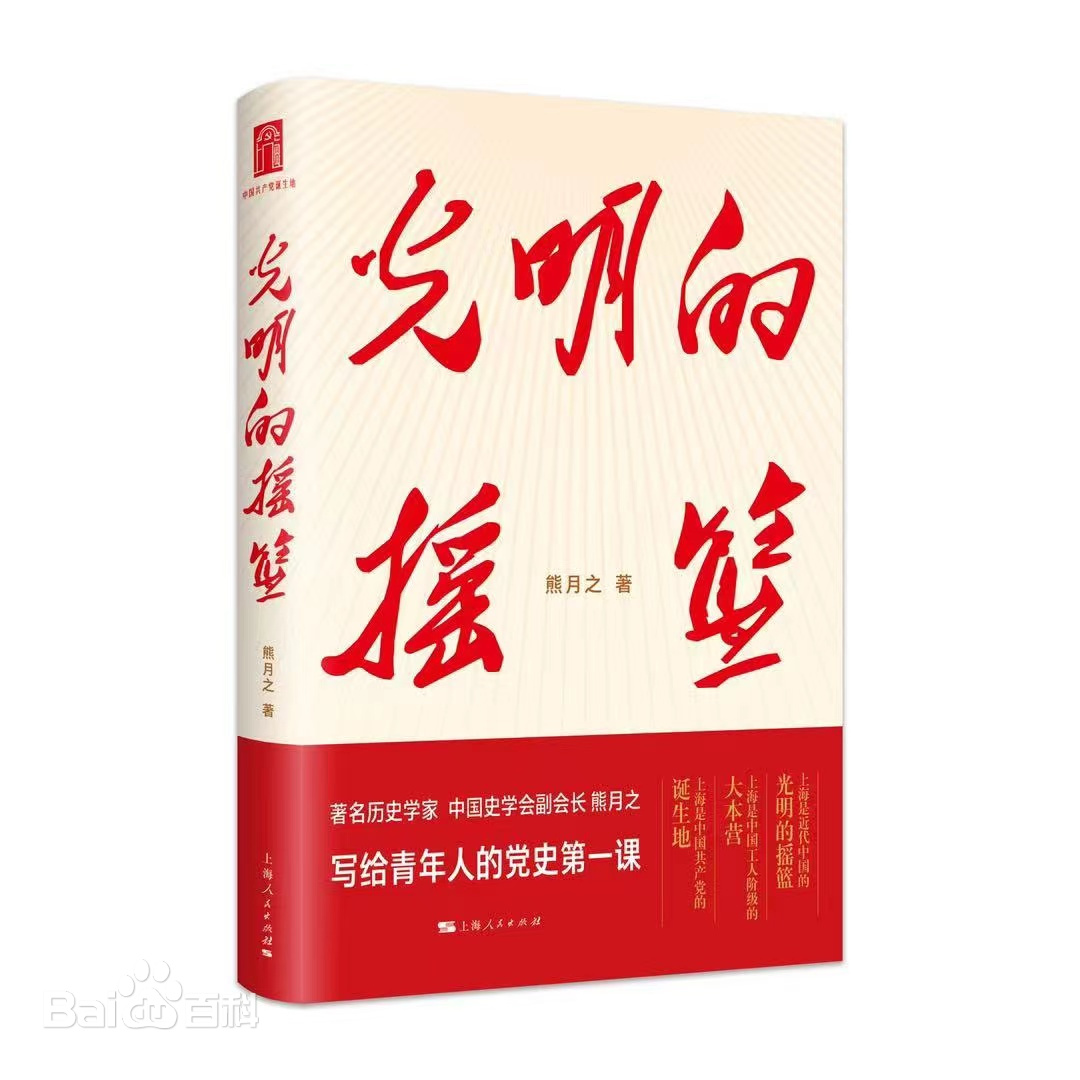 中国共产党诞生地
光明的摇篮
熊月之 著
上海人民出版社
光明的
摇篮
熊月之 著
著名历史学家 中国史学会副会长 熊月之
写给青年人的党史第一课
上海人民出版社
上海是近代中国的
光明的摇篮
上海是中国工人阶级的
大本营
上海是中国共产党的
诞生地
Bai百科